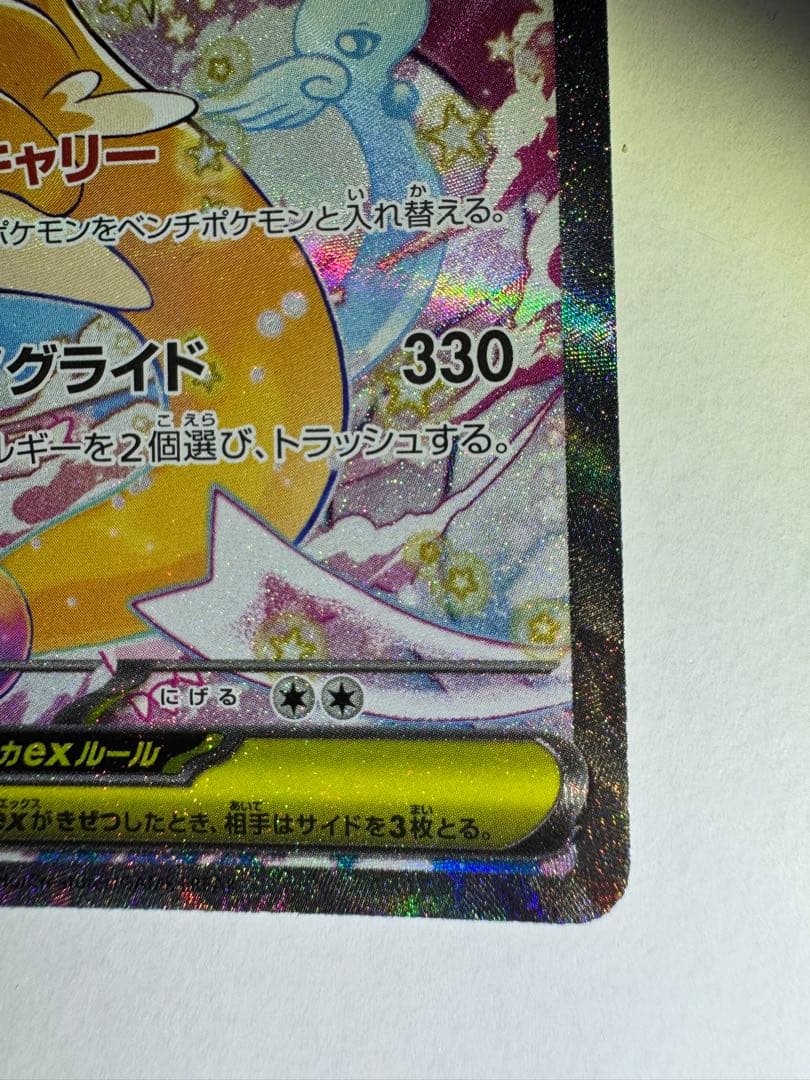 キャリー
ポケモンをベンチポケモンと入れ替える。
グライド 330
ルギーを2個選び、トラッシュする。
にげる
カexルール
exがきぜつしたとき、相手はサイドを3枚とる。